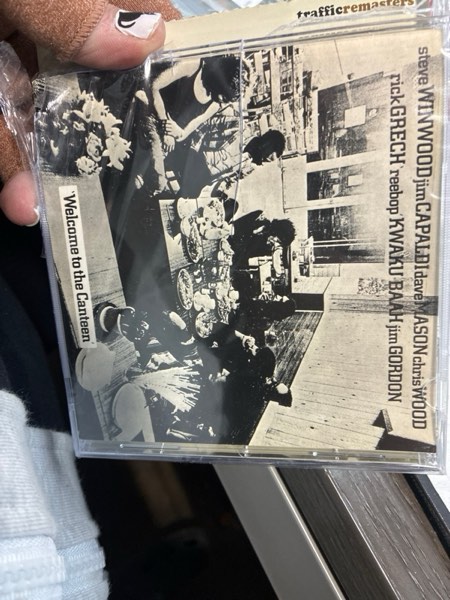 trafficremasters
steve WINWOOD jim CAPALDI dave MASON chris WOOD
rick GRECH 'reebop' KWAKU BAAH jim GORDON
'Welcome to the Canteen'